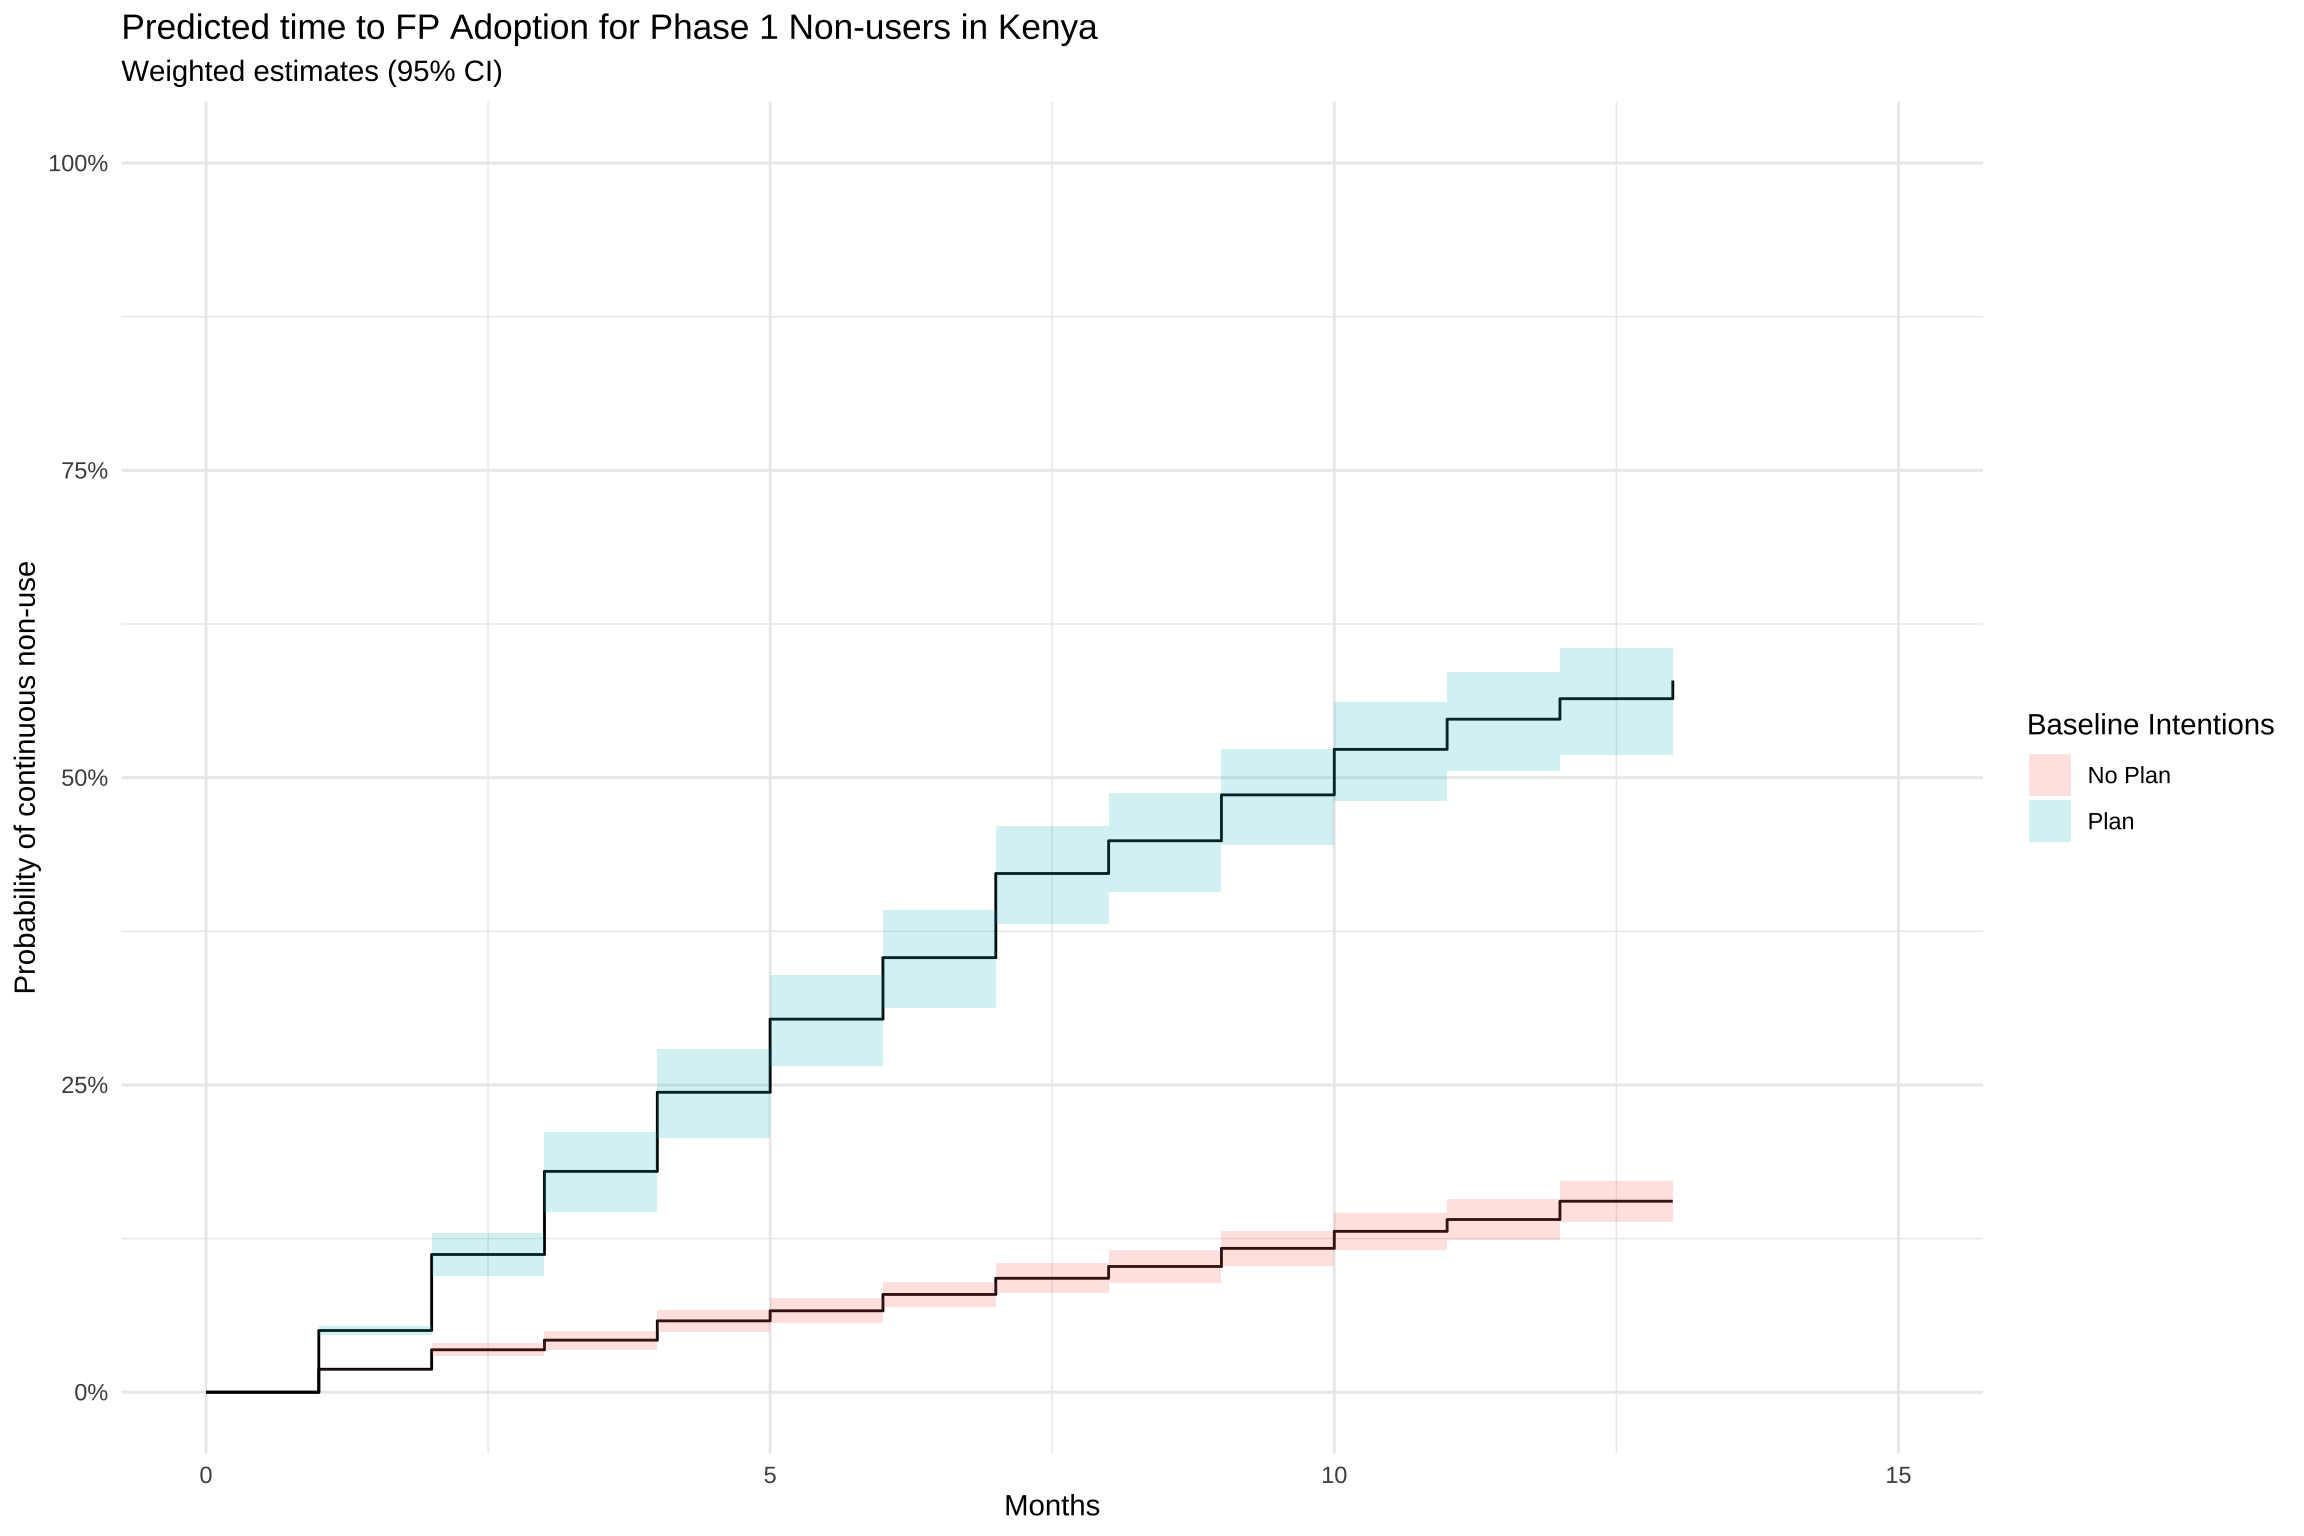 Predicted time to FP Adoption for Phase 1 Non-users in Kenya
Weighted estimates (95% CI)
Probability of continuous non-use
100%
75%
50%
25%
0%
0
5
10
15
Months
Baseline Intentions
No Plan
Plan